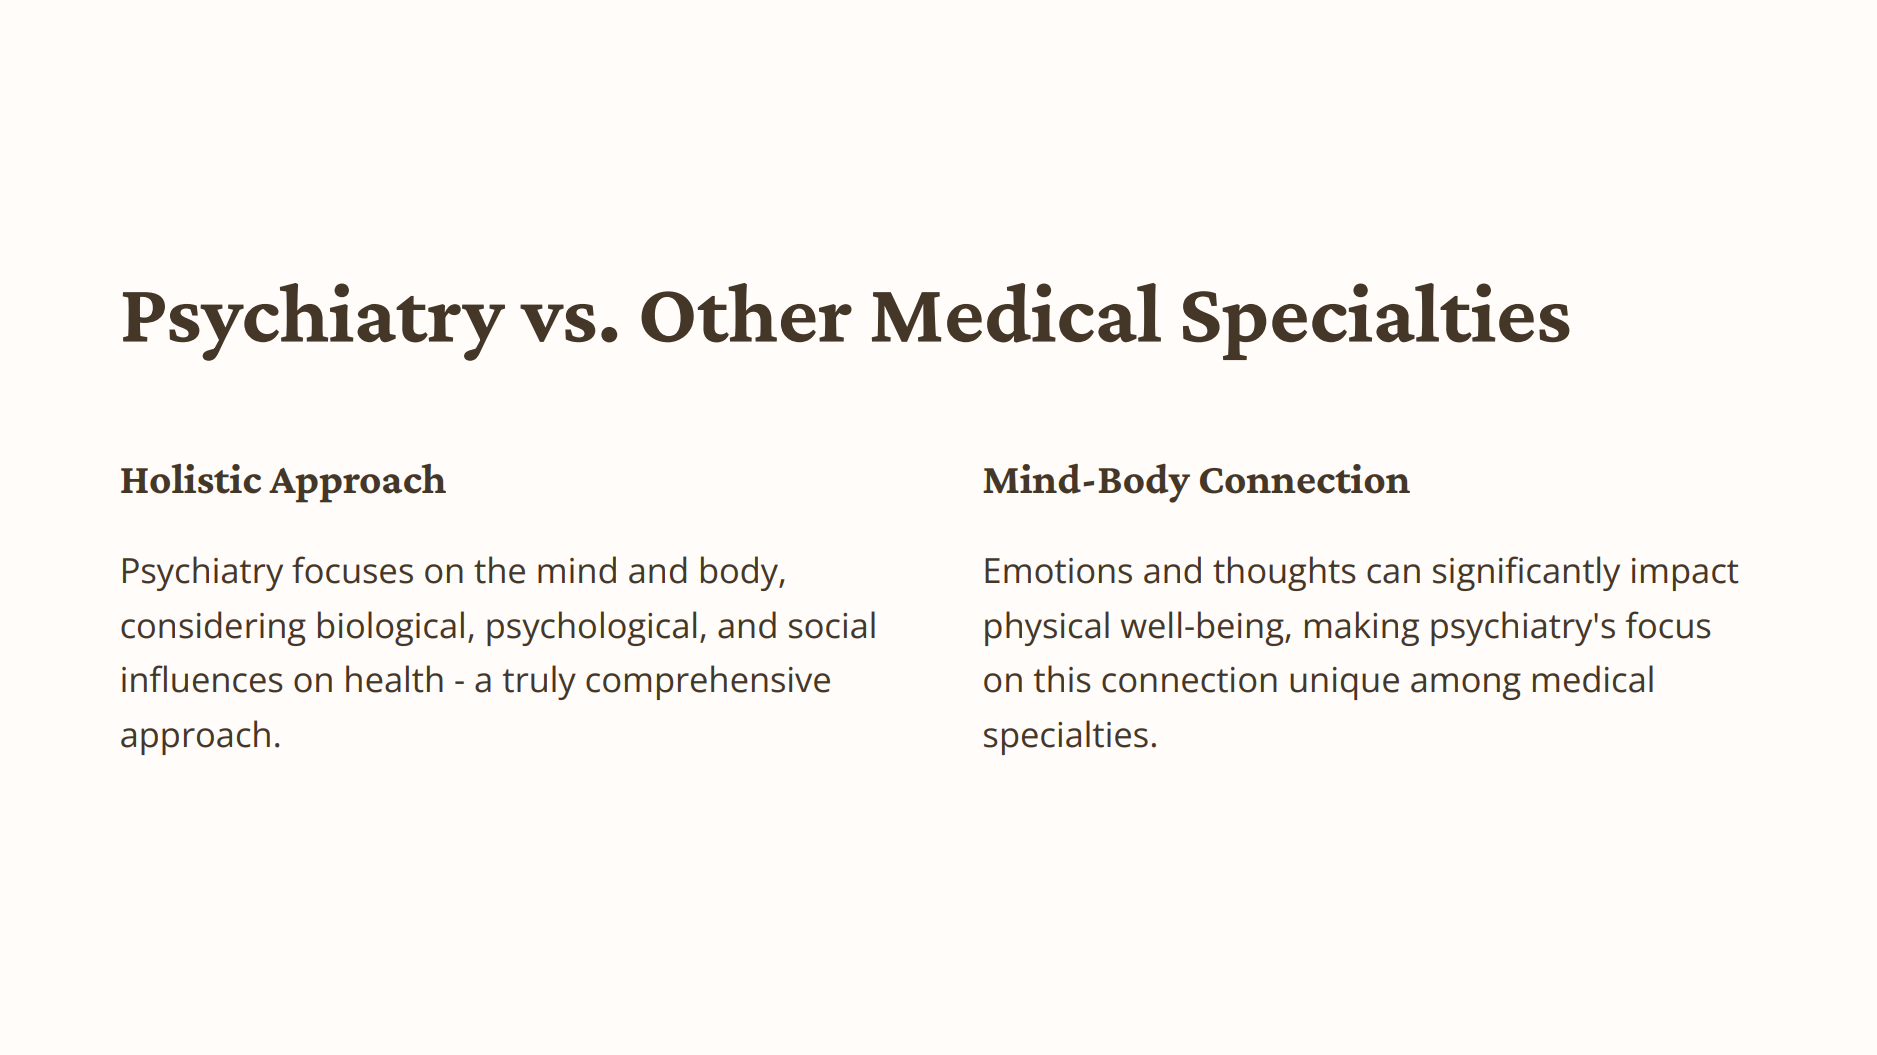 Psychiatry vs. Other Medical Specialties
Holistic Approach
Psychiatry focuses on the mind and body,
considering biological, psychological, and social
influences on health - a truly comprehensive
approach.
Mind-Body Connection
Emotions and thoughts can significantly impact
physical well-being, making psychiatry's focus
on this connection unique among medical
specialties.